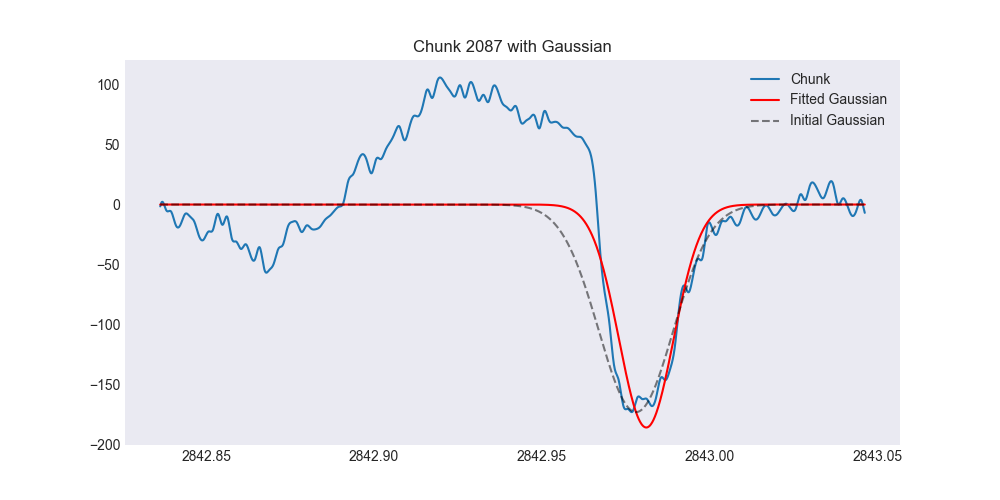 Chunk 2087 with Gaussian
Chunk
Fitted Gaussian
Initial Gaussian
100
50
0
−50
−100
−150
−200
2842.85 2842.90 2842.95 2843.00 2843.05